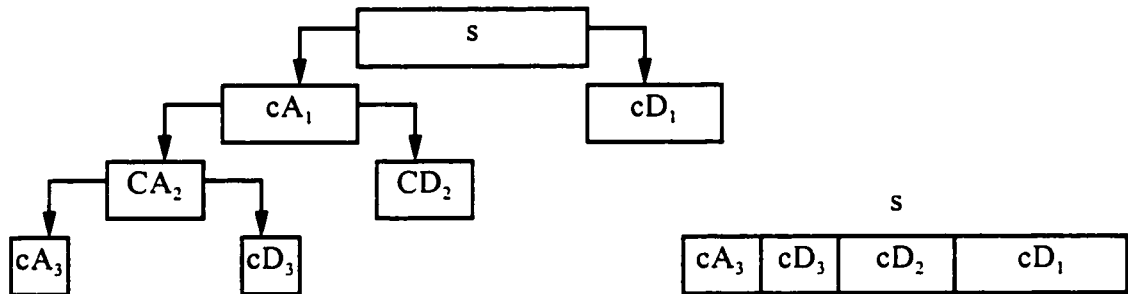 s
cA₁ cD₁
CA₂ CD₂
s
cA₃ cD₃ cA₃ cD₃ cD₂ cD₁